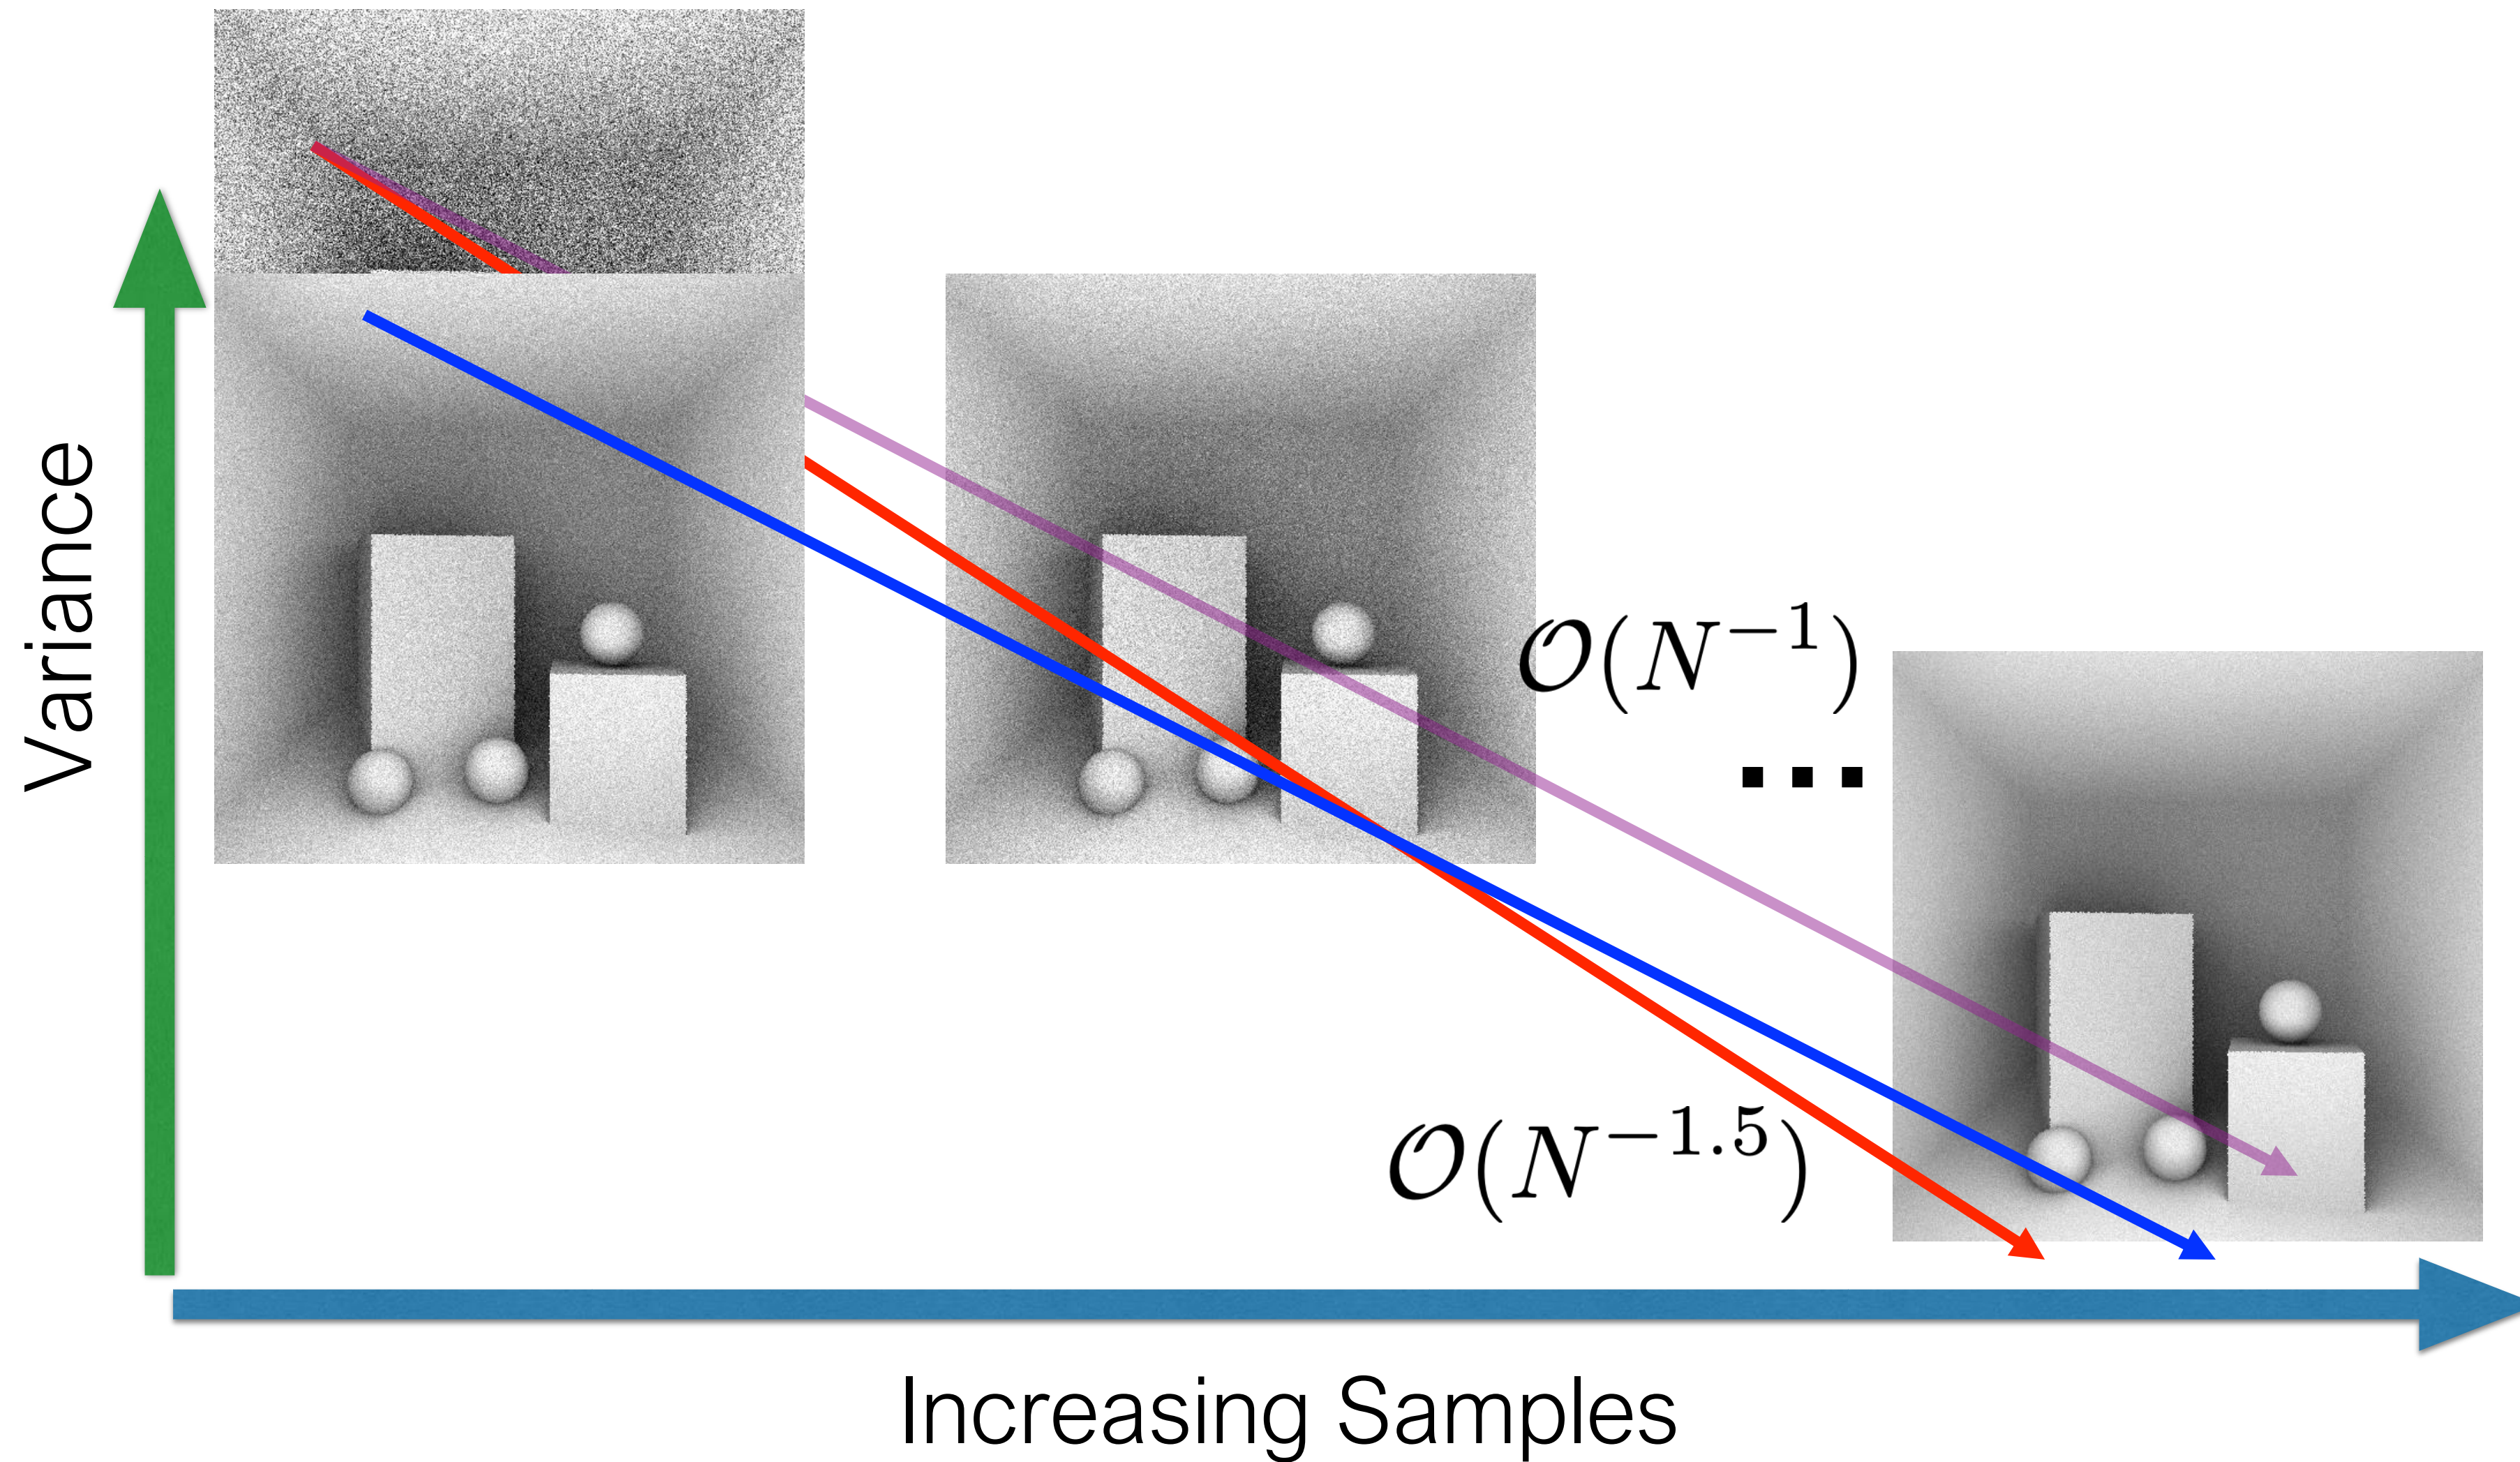 Variance
𝒪(N⁻¹)
...
𝒪(N⁻¹·⁵)
Increasing Samples